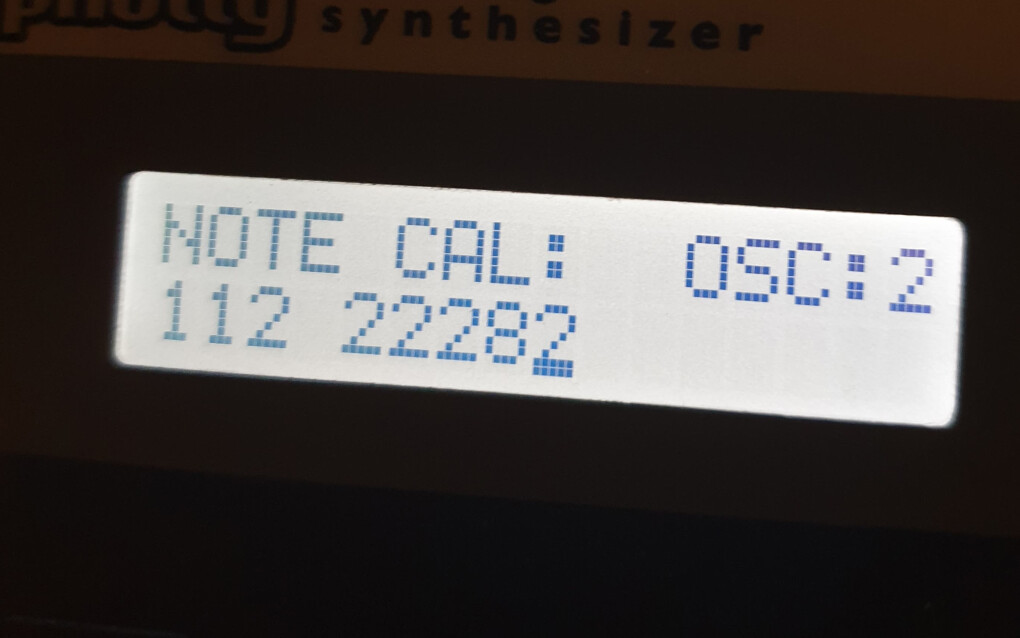 synthesizer
NOTE CAL: OSC:2
112 22282